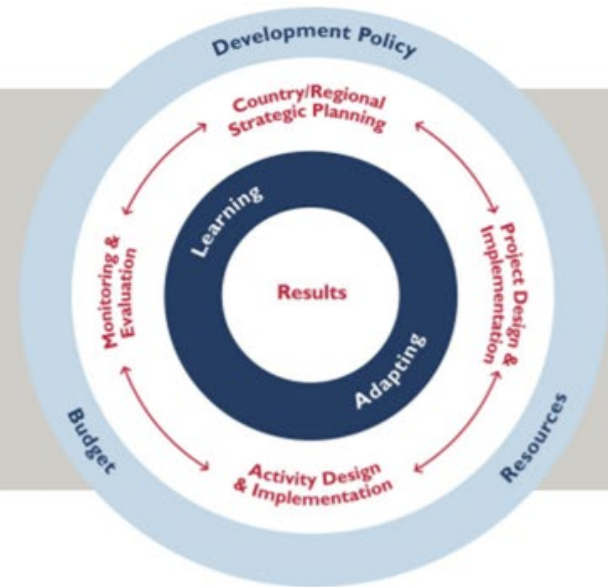 Development Policy
Country/Regional
Strategic Planning
Learning
Monitoring &
Evaluation
Results
Project Design &
Implementation
Adapting
Budget
Resources
Activity Design
& Implementation